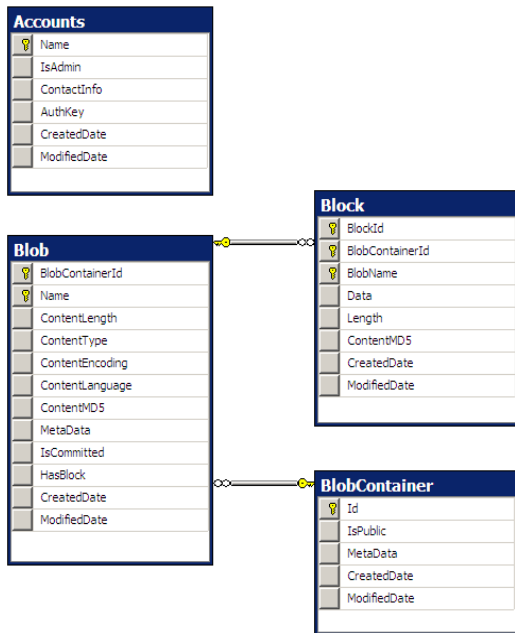 Accounts
Name
IsAdmin
ContactInfo
AuthKey
CreatedDate
ModifiedDate
Blob
BlobContainerId
Name
ContentLength
ContentType
ContentEncoding
ContentLanguage
ContentMD5
MetaData
IsCommitted
HasBlock
CreatedDate
ModifiedDate
Block
BlockId
BlobContainerId
BlobName
Data
Length
ContentMD5
CreatedDate
ModifiedDate
BlobContainer
Id
IsPublic
MetaData
CreatedDate
ModifiedDate